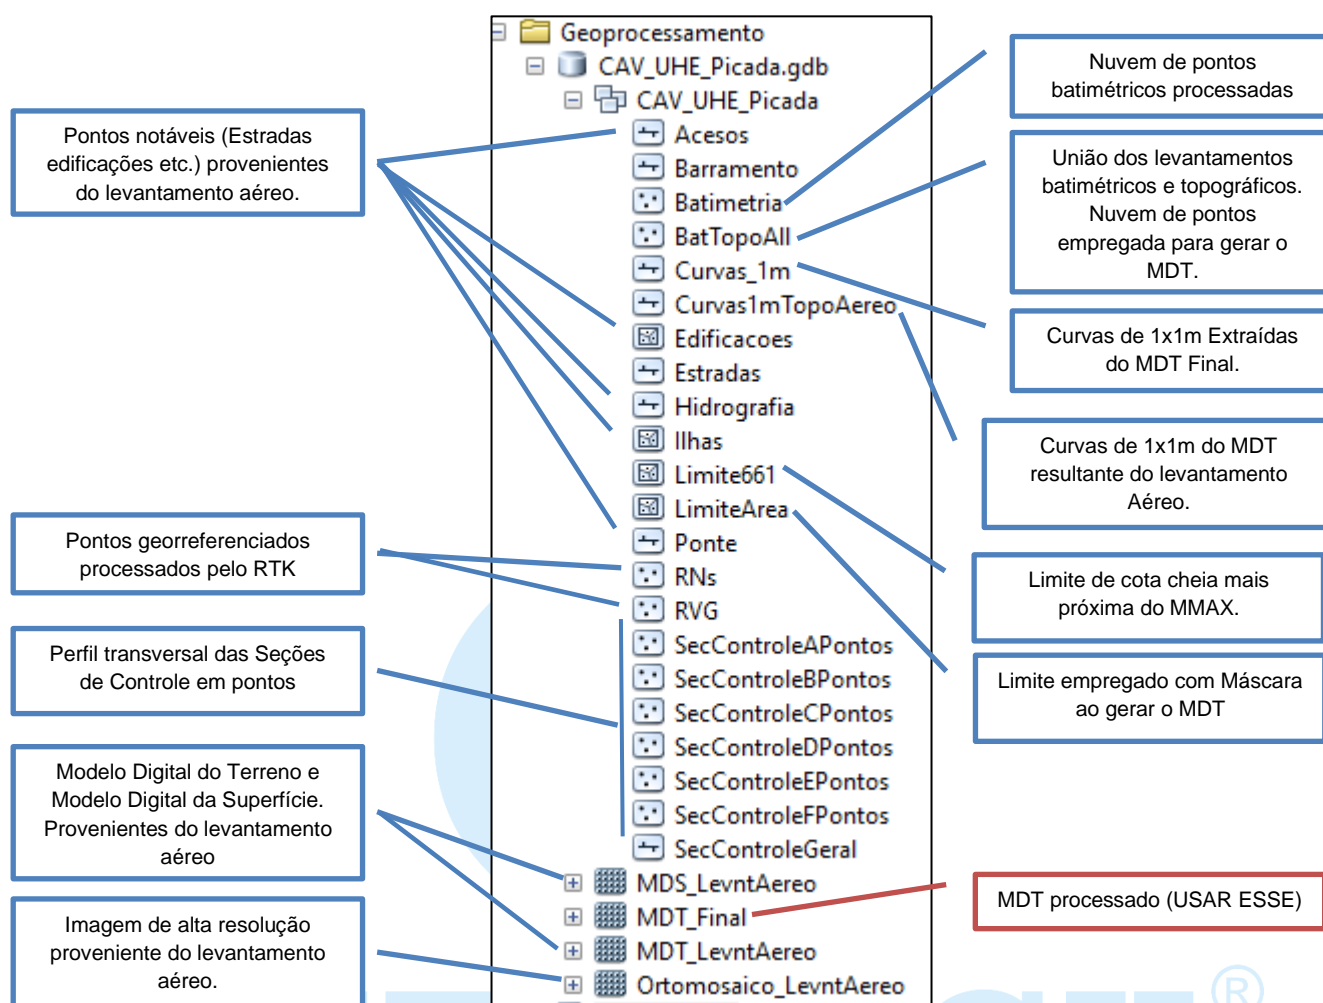 Geoprocessamento
CAV_UHE_Picada.gdb
CAV_UHE_Picada
Acesos
Barramento
Batimetria
BatTopoAll
Curvas_1m
Curvas1mTopoAereo
Edificacoes
Estradas
Hidrografia
Ilhas
Limite661
LimiteArea
Ponte
RNs
RVG
SecControleAPontos
SecControleBPontos
SecControleCPontos
SecControleDPontos
SecControleEPontos
SecControleFPontos
SecControleGeral
MDS_LevntAereo
MDT_Final
MDT_LevntAereo
Ortomosaico_LevntAereo
Pontos notáveis (Estradas
edificações etc.) provenientes
do levantamento aéreo.
Pontos georreferenciados
processados pelo RTK
Perfil transversal das Seções
de Controle em pontos
Modelo Digital do Terreno e
Modelo Digital da Superfície.
Provenientes do levantamento
aéreo
Imagem de alta resolução
proveniente do levantamento
aéreo.
Nuvem de pontos
batimétricos processadas
União dos levantamentos
batimétricos e topográficos.
Nuvem de pontos
empregada para gerar o
MDT.
Curvas de 1x1m Extraídas
do MDT Final.
Curvas de 1x1m do MDT
resultante do levantamento
Aéreo.
Limite de cota cheia mais
próxima do MMAX.
Limite empregado com Máscara
ao gerar o MDT
MDT processado (USAR ESSE)
®